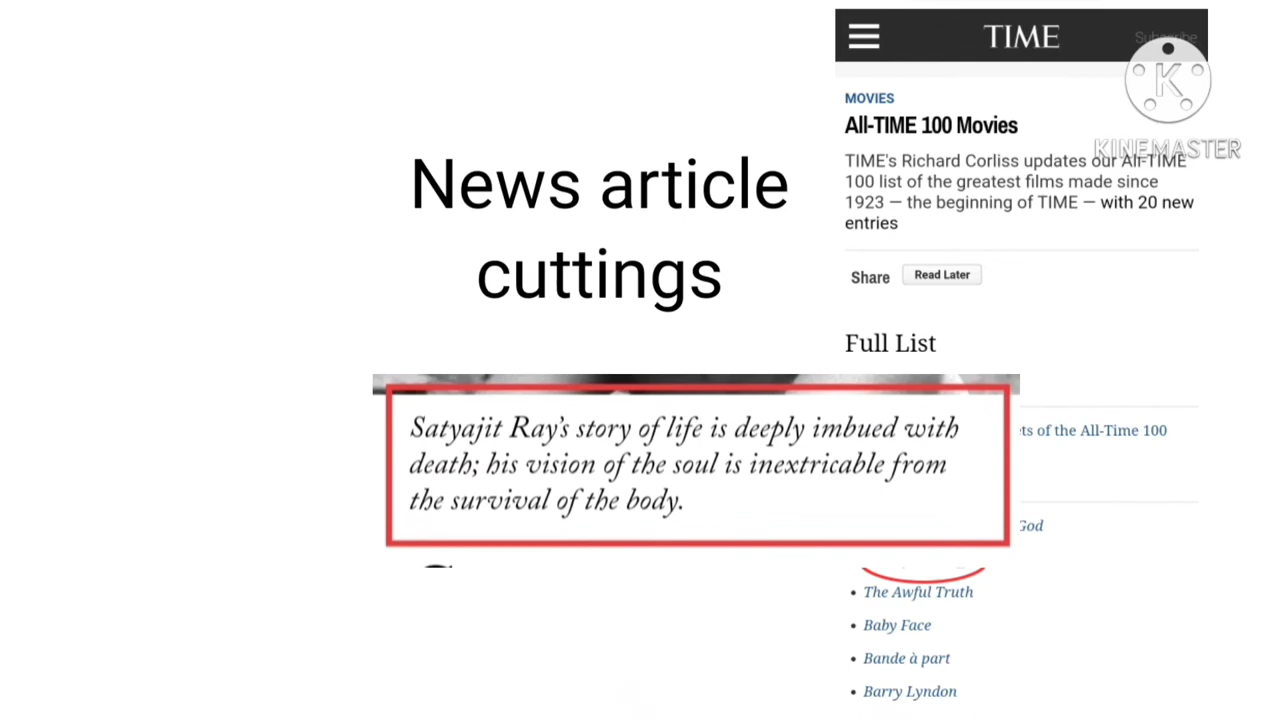 News article
cuttings
TIME
Subscribe
K
KINEMASTER
MOVIES
All-TIME 100 Movies
TIME's Richard Corliss updates our All-TIME
100 list of the greatest films made since
1923 — the beginning of TIME — with 20 new
entries
Share
Read Later
Full List
Satyajit Ray's story of life is deeply imbued with
death; his vision of the soul is inextricable from
the survival of the body.
of the All-Time 100
God
• The Awful Truth
• Baby Face
• Bande à part
• Barry Lyndon